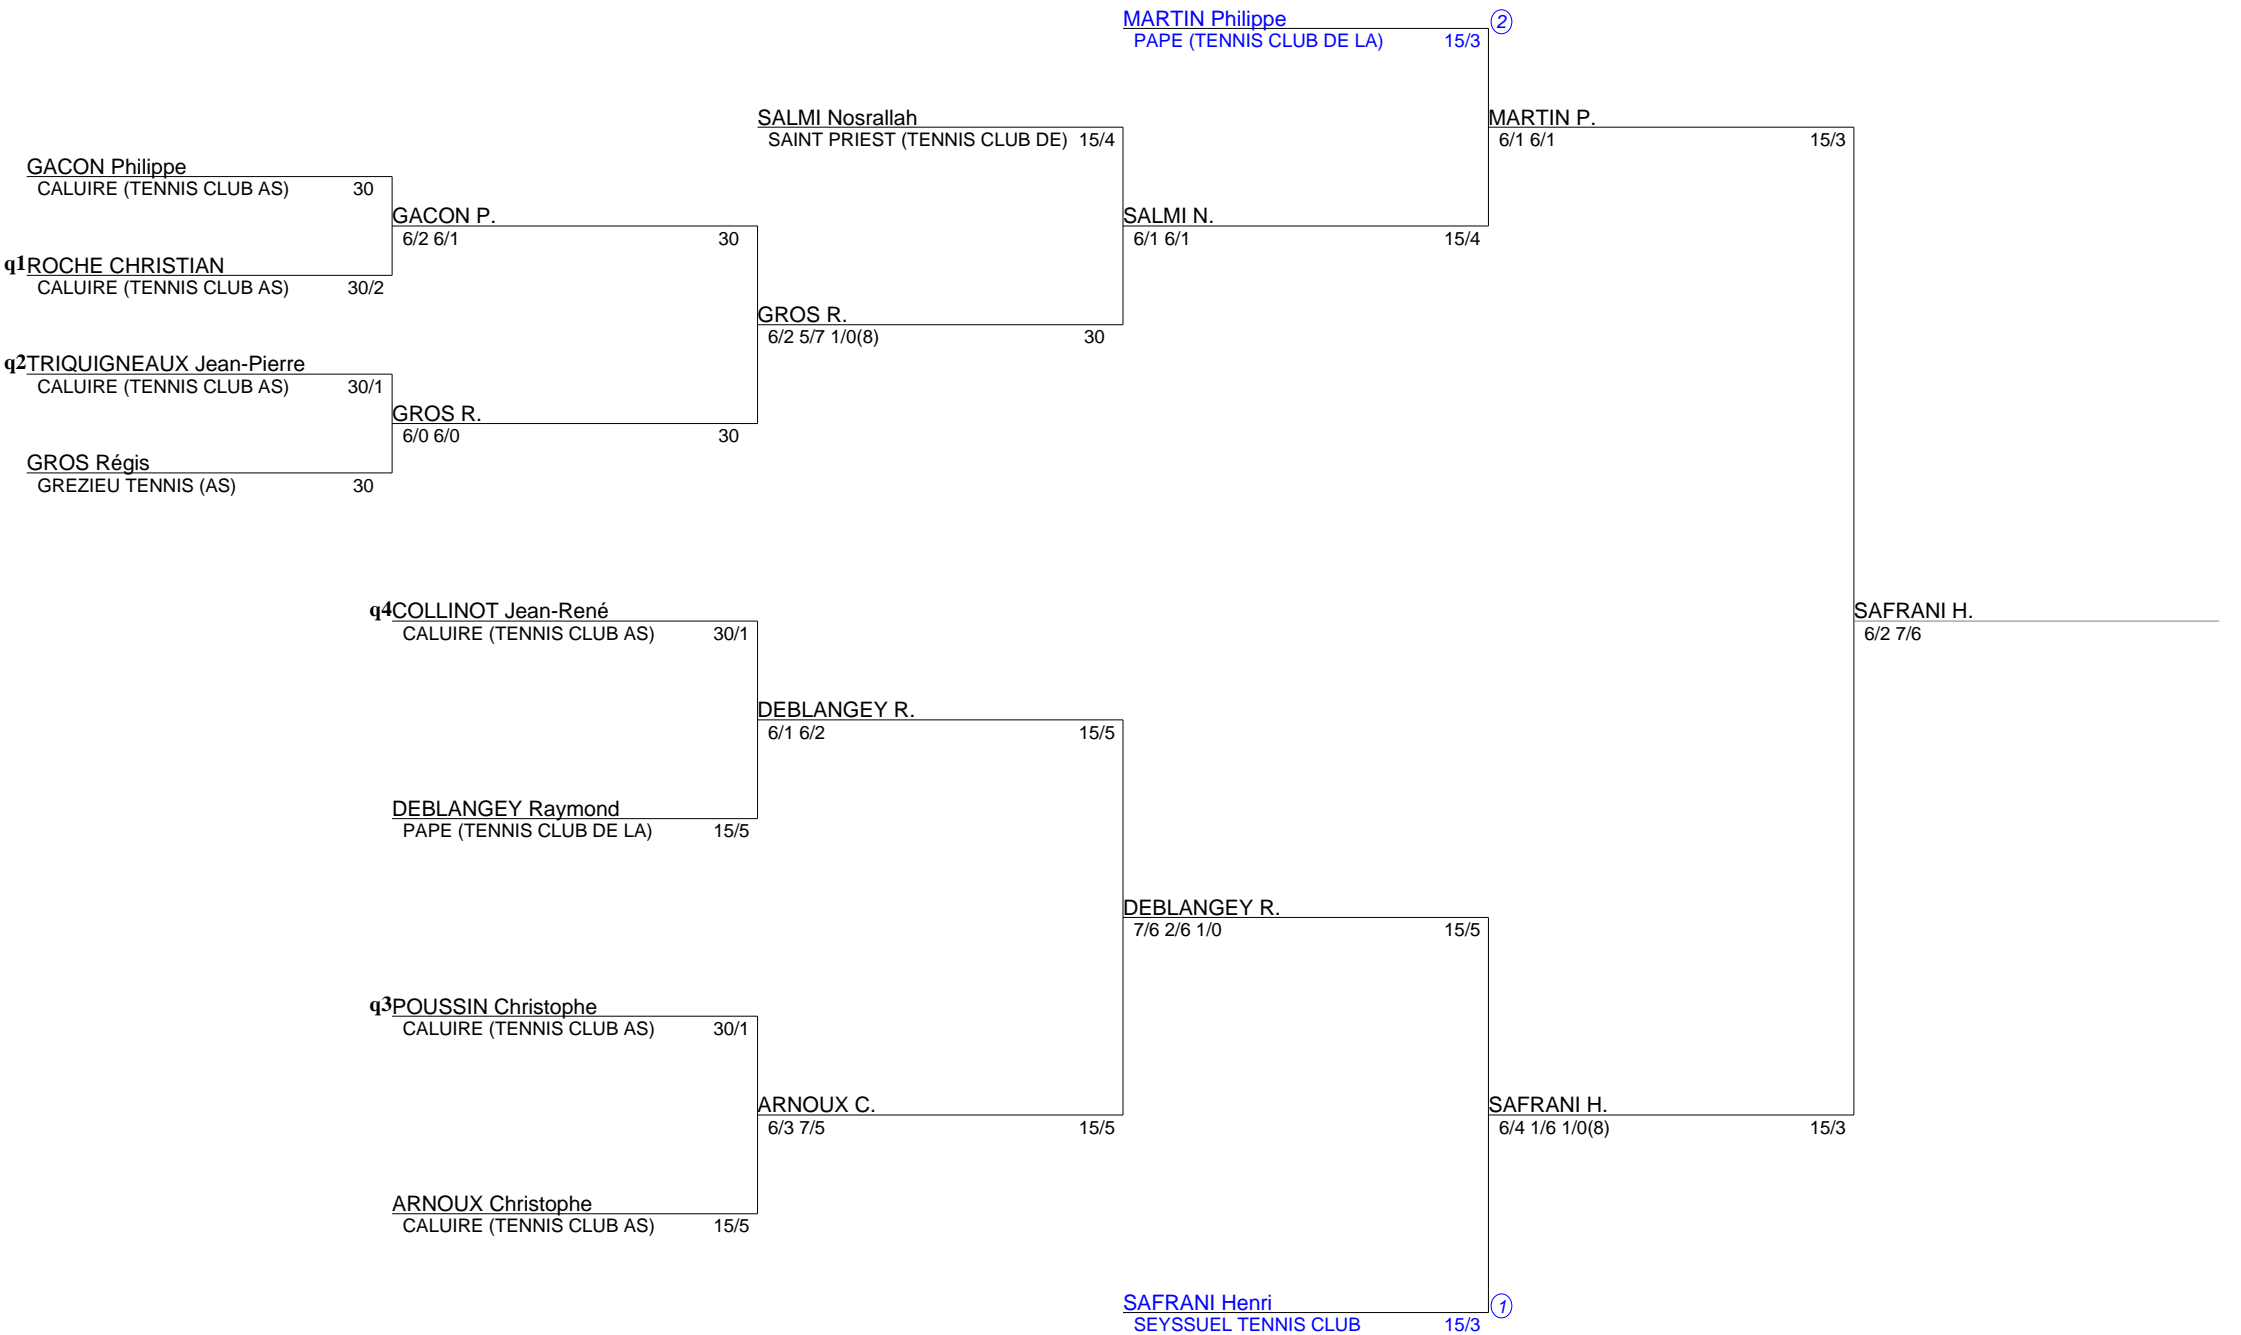 MARTIN Philippe 2
PAPE (TENNIS CLUB DE LA) 15/3
SALMI Nosrallah
SAINT PRIEST (TENNIS CLUB DE) 15/4
MARTIN P.
6/1 6/1 15/3
GACON Philippe
CALUIRE (TENNIS CLUB AS) 30
GACON P.
6/2 6/1 30
SALMI N.
6/1 6/1 15/4
q1 ROCHE CHRISTIAN
CALUIRE (TENNIS CLUB AS) 30/2
GROS R.
6/2 5/7 1/0(8) 30
q2 TRIQUIGNEAUX Jean-Pierre
CALUIRE (TENNIS CLUB AS) 30/1
GROS R.
6/0 6/0 30
GROS Régis
GREZIEU TENNIS (AS) 30
q4 COLLINOT Jean-René
CALUIRE (TENNIS CLUB AS) 30/1
SAFRANI H.
6/2 7/6
DEBLANGEY R.
6/1 6/2 15/5
DEBLANGEY Raymond
PAPE (TENNIS CLUB DE LA) 15/5
DEBLANGEY R.
7/6 2/6 1/0 15/5
q3 POUSSIN Christophe
CALUIRE (TENNIS CLUB AS) 30/1
ARNOUX C.
6/3 7/5 15/5
SAFRANI H.
6/4 1/6 1/0(8) 15/3
ARNOUX Christophe
CALUIRE (TENNIS CLUB AS) 15/5
SAFRANI Henri 1
SEYSSUEL TENNIS CLUB 15/3